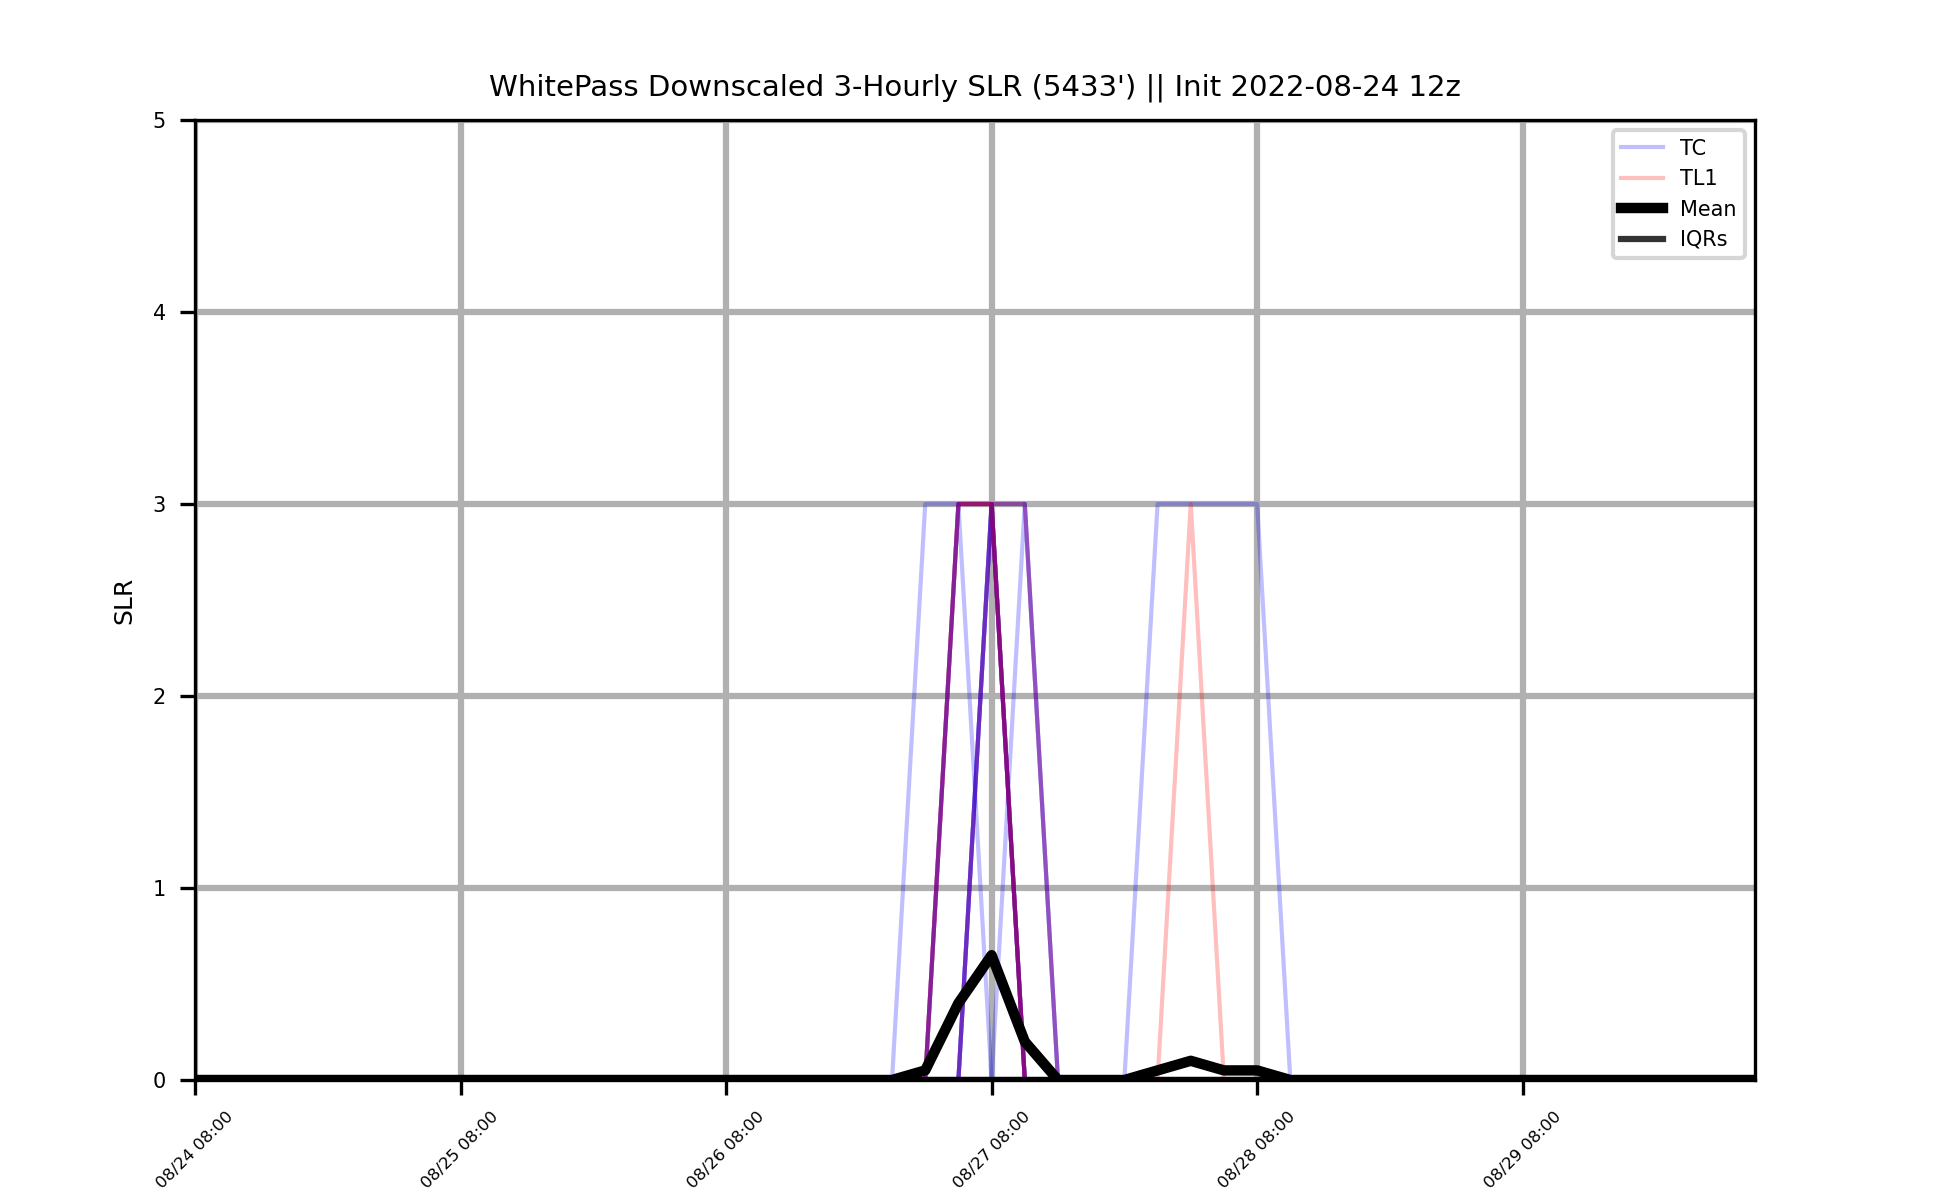 WhitePass Downscaled 3-Hourly SLR (5433') || Init 2022-08-24 12z
5
4
3
2
1
0
SLR
TC
TL1
Mean
IQRs
08/24 08:00
08/25 08:00
08/26 08:00
08/27 08:00
08/28 08:00
08/29 08:00